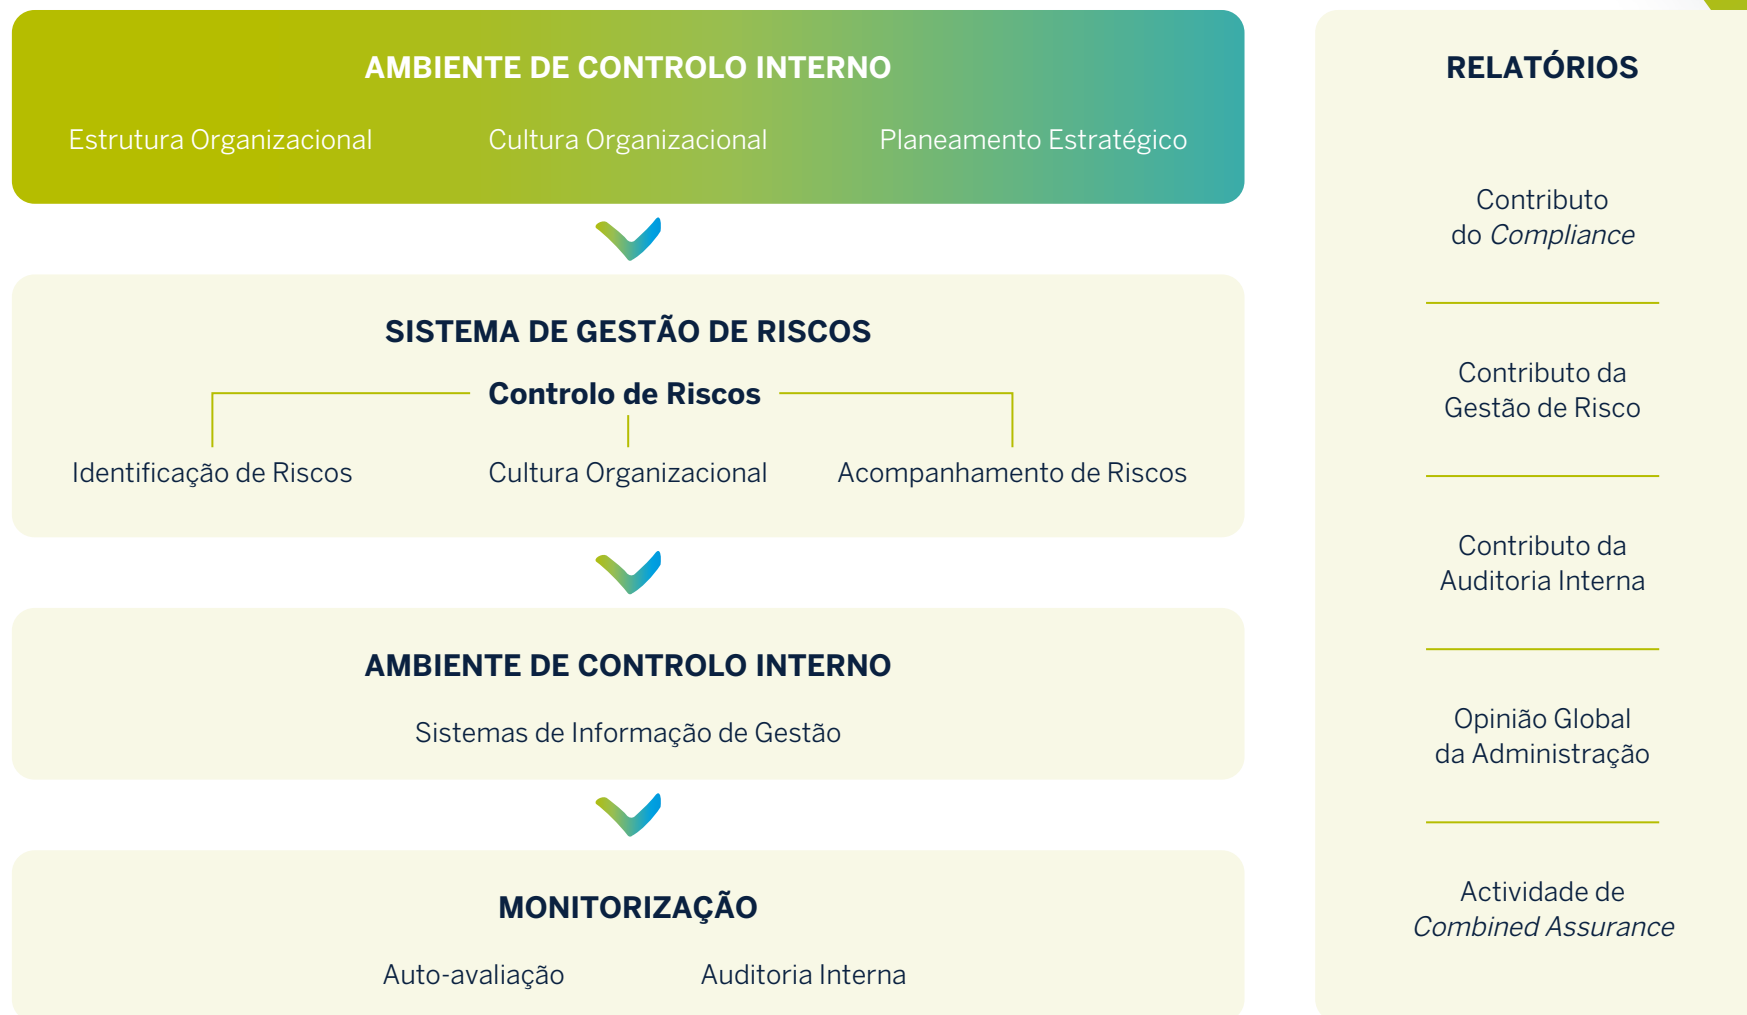 AMBIENTE DE CONTROLO INTERNO
Estrutura Organizacional
Cultura Organizacional
Planeamento Estratégico
SISTEMA DE GESTÃO DE RISCOS
Controlo de Riscos
Identificação de Riscos
Cultura Organizacional
Acompanhamento de Riscos
AMBIENTE DE CONTROLO INTERNO
Sistemas de Informação de Gestão
MONITORIZAÇÃO
Auto-avaliação
Auditoria Interna
RELATÓRIOS
Contributo
do Compliance
Contributo da
Gestão de Risco
Contributo da
Auditoria Interna
Opinião Global
da Administração
Actividade de
Combined Assurance